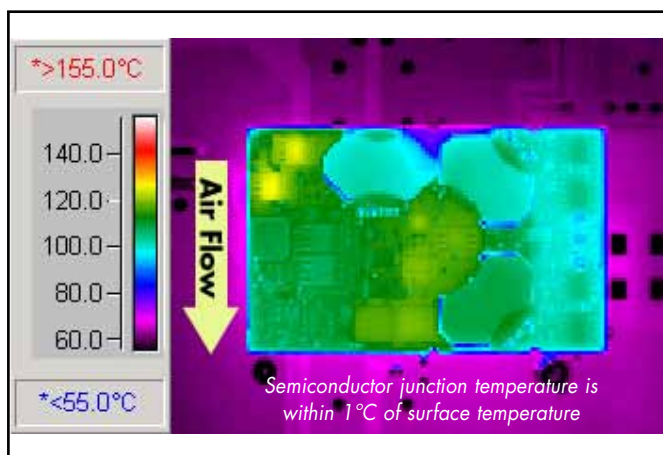 *>155.0°C
140.0
120.0
100.0
80.0
60.0
*<55.0°C
Air Flow
Semiconductor junction temperature is
within 1°C of surface temperature